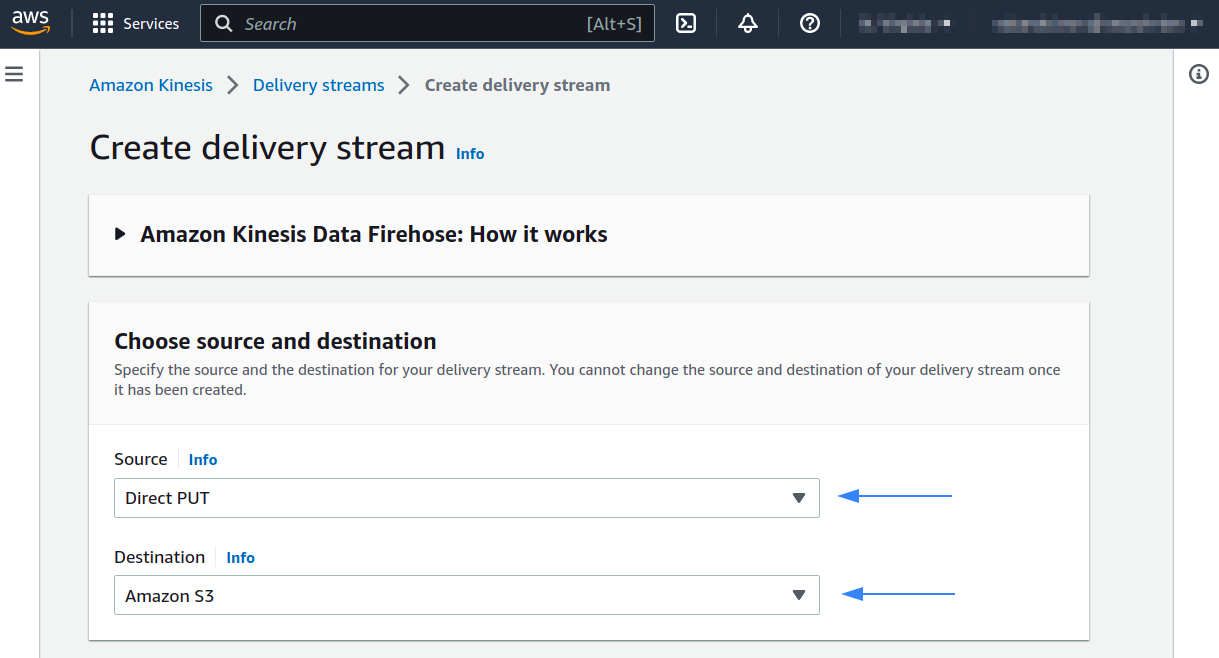 aws Services Search [Alt+S]
Amazon Kinesis Delivery streams Create delivery stream
Create delivery stream Info
Amazon Kinesis Data Firehose: How it works
Choose source and destination
Specify the source and the destination for your delivery stream. You cannot change the source and destination of your delivery stream once
it has been created.
Source Info
Direct PUT
Destination Info
Amazon S3